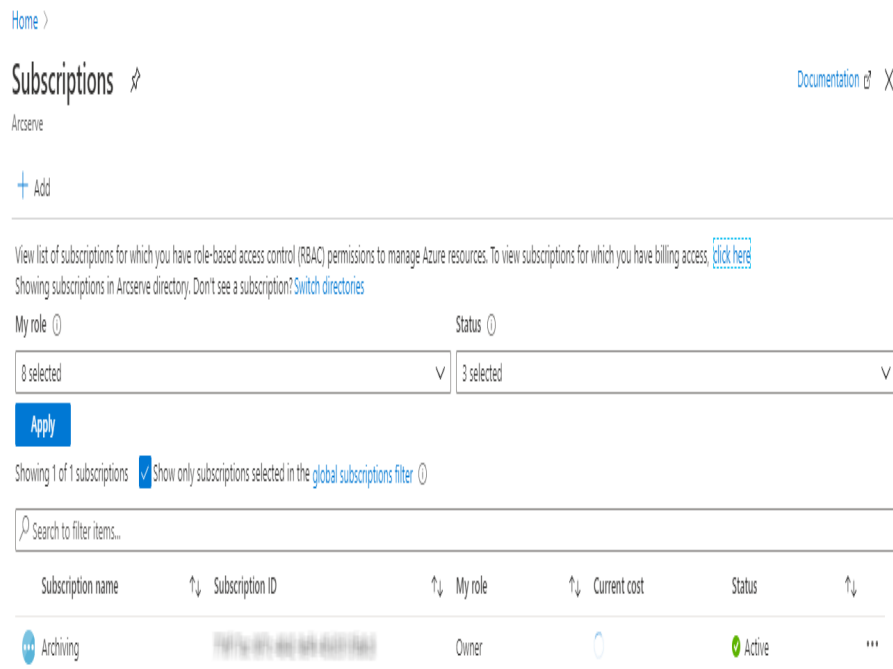 Home
Subscriptions
Documentation
Arcserve
Add
View list of subscriptions for which you have role-based access control (RBAC) permissions to manage Azure resources. To view subscriptions for which you have billing access, click here
Showing subscriptions in Arcserve directory. Don't see a subscription? Switch directories
My role Status
8 selected 3 selected
Apply
Showing 1 of 1 subscriptions Show only subscriptions selected in the global subscriptions filter
Search to filter items...
Subscription name Subscription ID My role Current cost Status
Archiving Owner Active